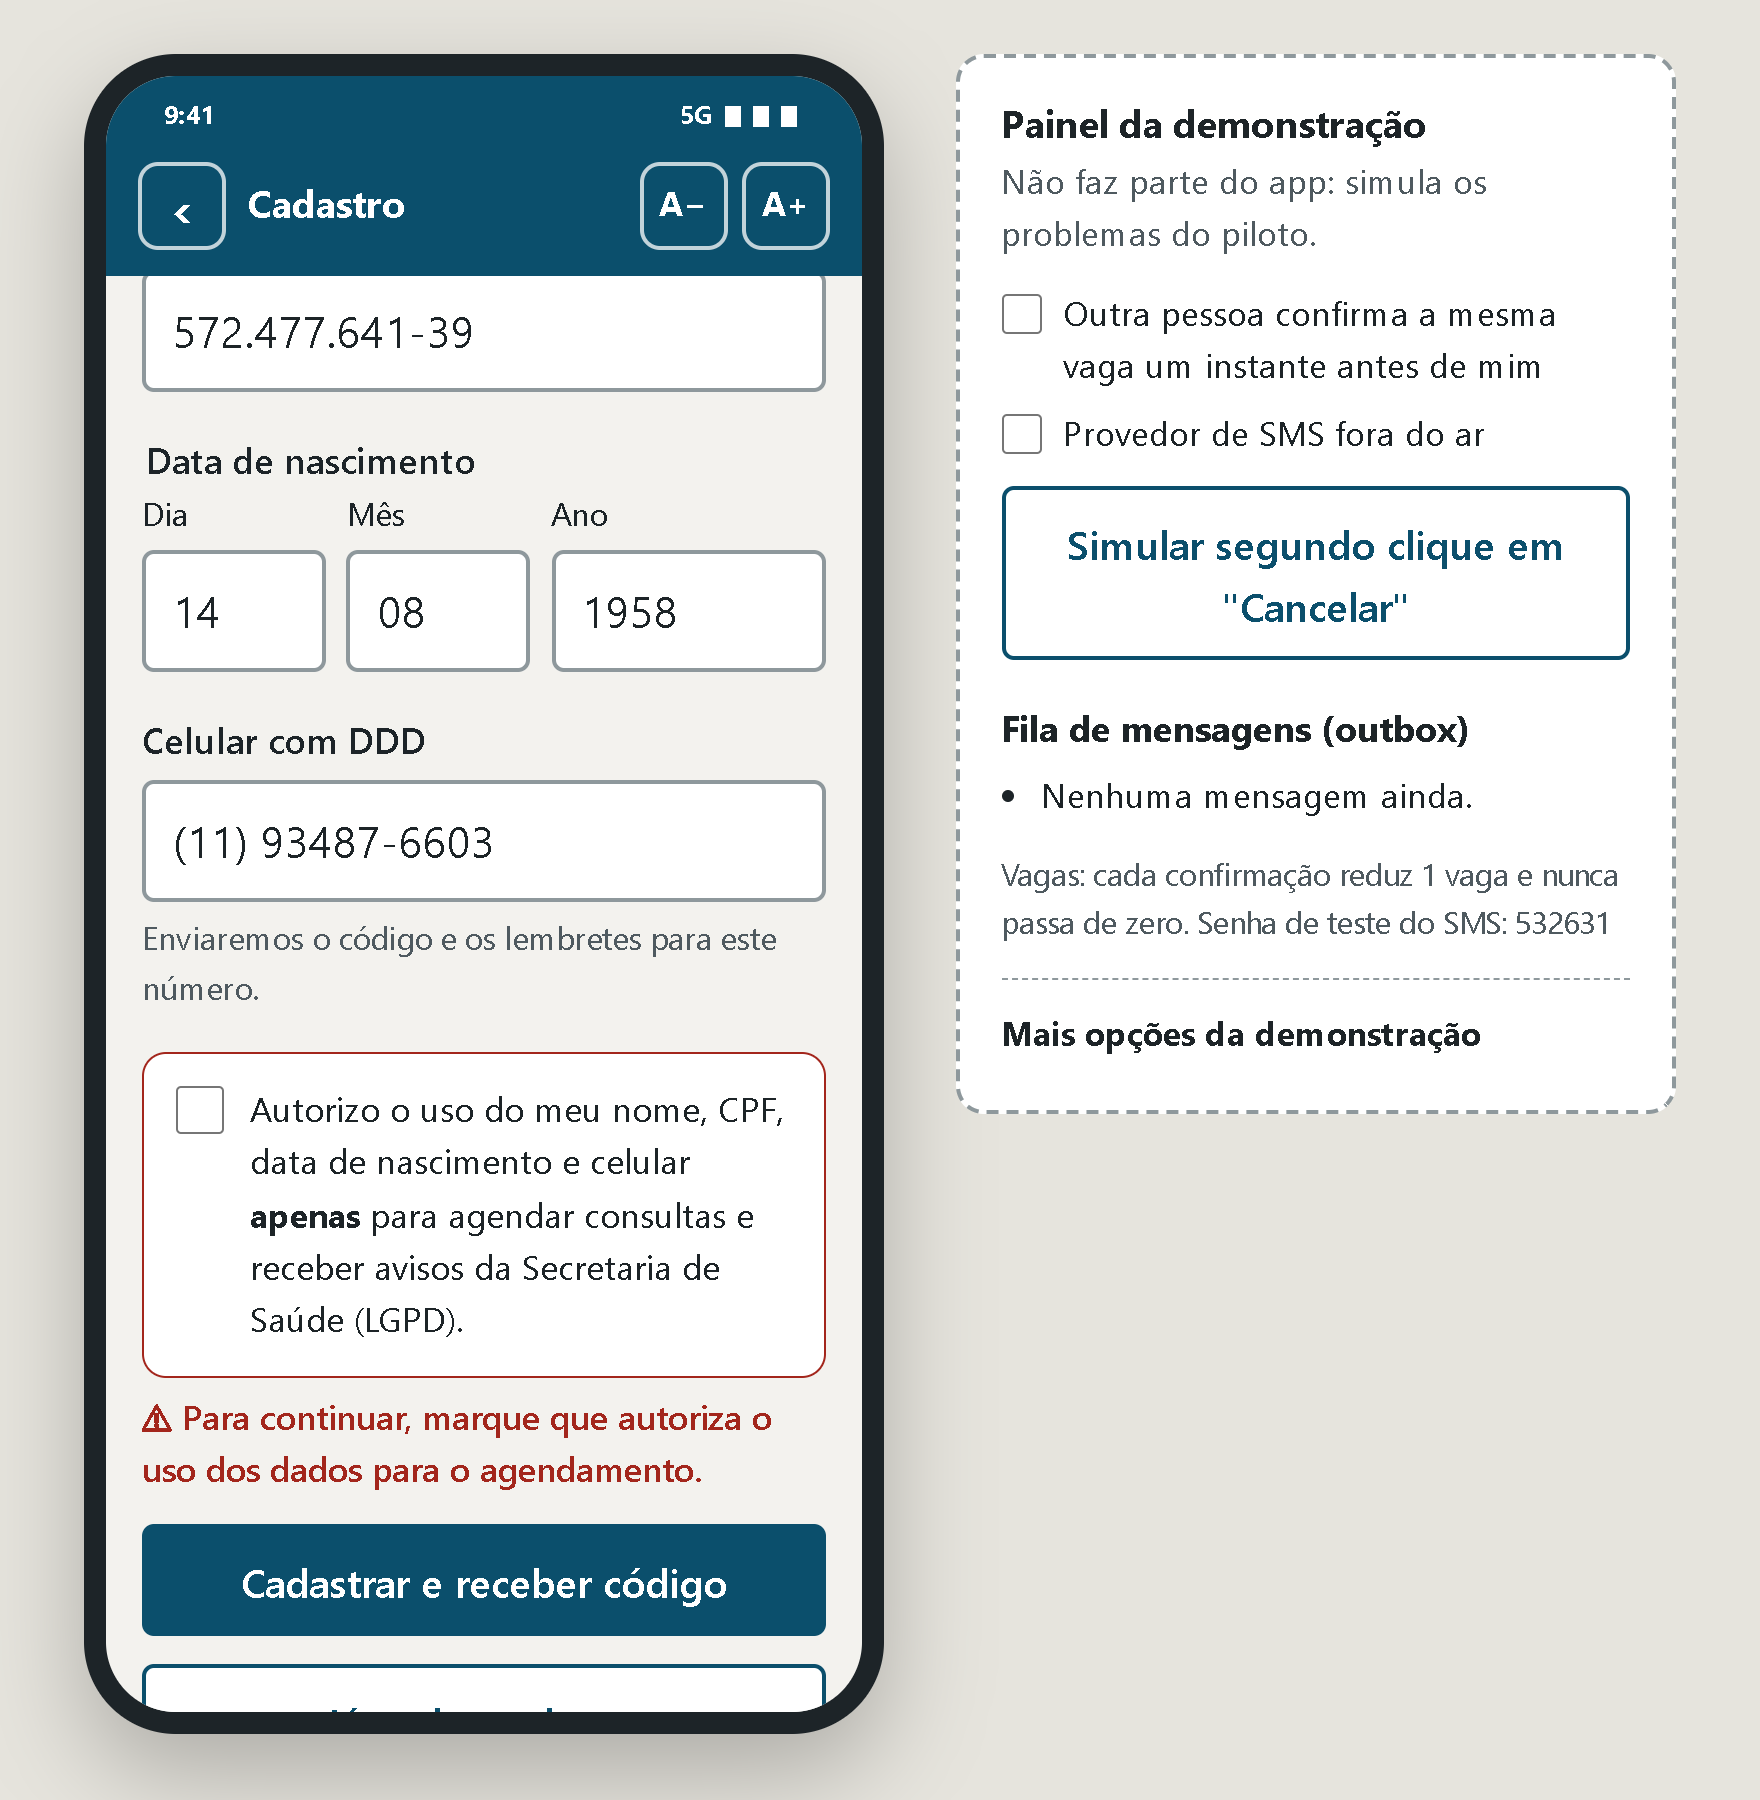 9:41
5G
‹
Cadastro
A−
A+
572.477.641-39
Data de nascimento
Dia
Mês
Ano
14
08
1958
Celular com DDD
(11) 93487-6603
Enviaremos o código e os lembretes para este
número.
Autorizo o uso do meu nome, CPF,
data de nascimento e celular
apenas para agendar consultas e
receber avisos da Secretaria de
Saúde (LGPD).
⚠ Para continuar, marque que autoriza o
uso dos dados para o agendamento.
Cadastrar e receber código
Painel da demonstração
Não faz parte do app: simula os
problemas do piloto.
Outra pessoa confirma a mesma
vaga um instante antes de mim
Provedor de SMS fora do ar
Simular segundo clique em
"Cancelar"
Fila de mensagens (outbox)
• Nenhuma mensagem ainda.
Vagas: cada confirmação reduz 1 vaga e nunca
passa de zero. Senha de teste do SMS: 532631
Mais opções da demonstração